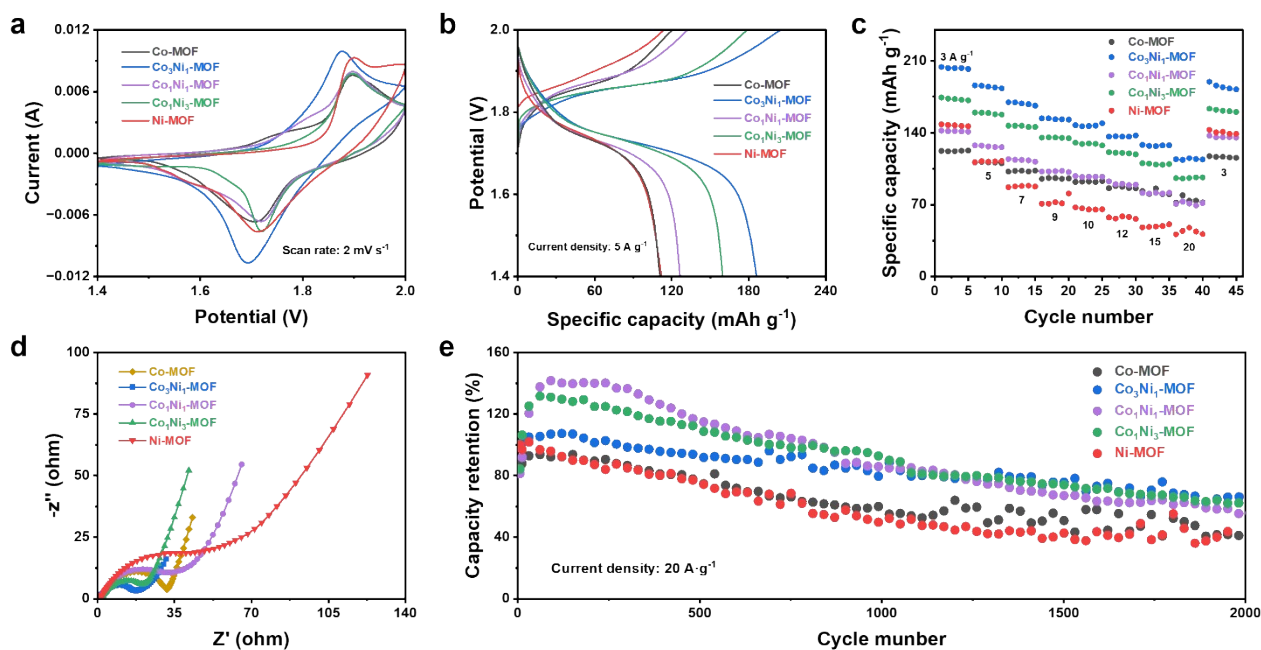 a
0.012
0.006
0.000
−0.006
−0.012
Current (A)
Co-MOF
Co₃Ni₁-MOF
Co₁Ni₁-MOF
Co₁Ni₃-MOF
Ni-MOF
Scan rate: 2 mV s⁻¹
1.4 1.6 1.8 2.0
Potential (V)
b
2.0
1.8
1.6
1.4
Potential (V)
Co-MOF
Co₃Ni₁-MOF
Co₁Ni₁-MOF
Co₁Ni₃-MOF
Ni-MOF
Current density: 5 A g⁻¹
0 60 120 180 240
Specific capacity (mAh g⁻¹)
c
210
140
70
0
Specific capacity (mAh g⁻¹)
3 A g⁻¹
Co-MOF
Co₃Ni₁-MOF
Co₁Ni₁-MOF
Co₁Ni₃-MOF
Ni-MOF
5
7
9
10
12
15
20
3
0 5 10 15 20 25 30 35 40 45
Cycle number
d
100
75
50
25
0
-z'' (ohm)
Co-MOF
Co₃Ni₁-MOF
Co₁Ni₁-MOF
Co₁Ni₃-MOF
Ni-MOF
35 70 105 140
Z' (ohm)
e
160
120
80
40
0
Capacity retention (%)
Co-MOF
Co₃Ni₁-MOF
Co₁Ni₁-MOF
Co₁Ni₃-MOF
Ni-MOF
Current density: 20 A·g⁻¹
0 500 1000 1500 2000
Cycle munber